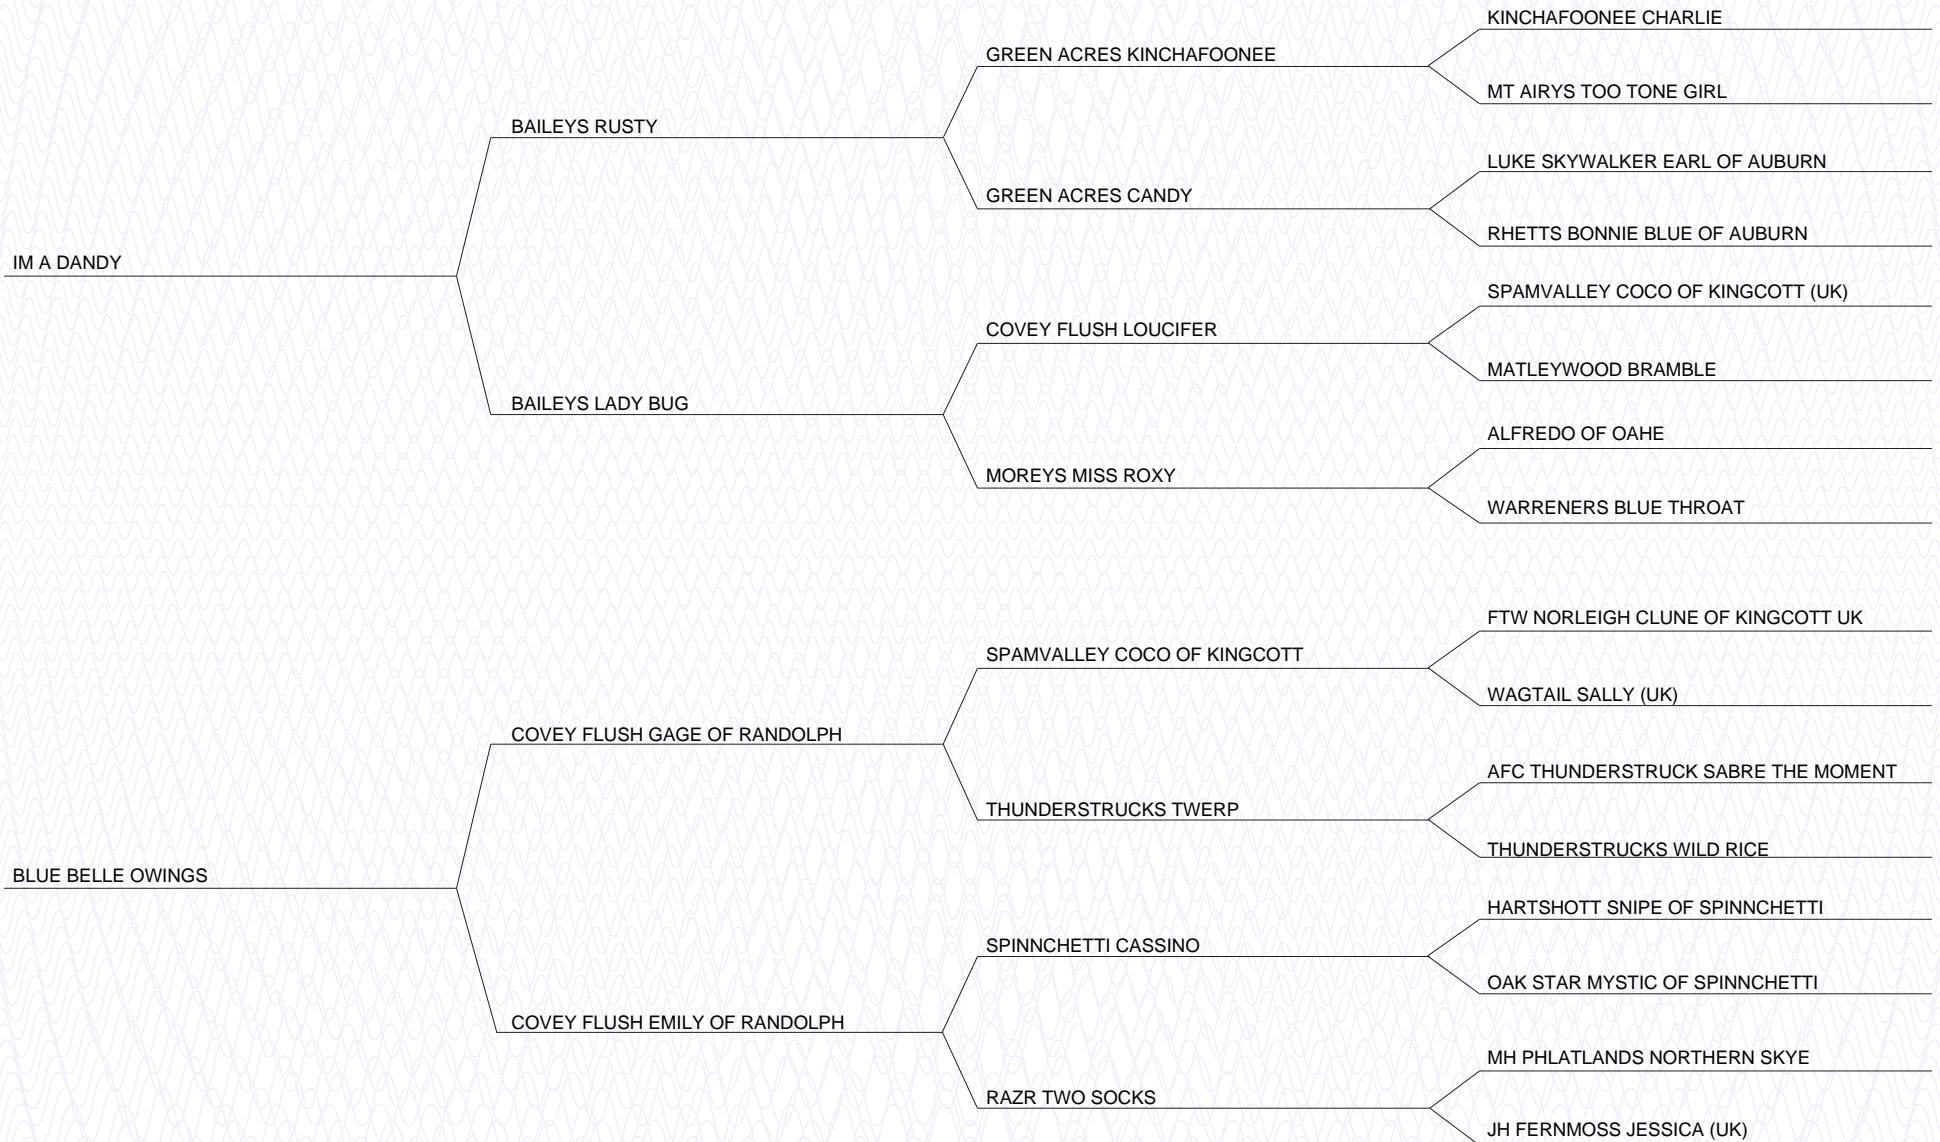 KINCHAFOONEE CHARLIE
GREEN ACRES KINCHAFOONEE
MT AIRYS TOO TONE GIRL
BAILEYS RUSTY
LUKE SKYWALKER EARL OF AUBURN
GREEN ACRES CANDY
RHETTS BONNIE BLUE OF AUBURN
IM A DANDY
SPAMVALLEY COCO OF KINGCOTT (UK)
COVEY FLUSH LOUCIFER
MATLEYWOOD BRAMBLE
BAILEYS LADY BUG
ALFREDO OF OAHE
MOREYS MISS ROXY
WARRENERS BLUE THROAT
FTW NORLEIGH CLUNE OF KINGCOTT UK
SPAMVALLEY COCO OF KINGCOTT
WAGTAIL SALLY (UK)
COVEY FLUSH GAGE OF RANDOLPH
AFC THUNDERSTRUCK SABRE THE MOMENT
THUNDERSTRUCKS TWERP
THUNDERSTRUCKS WILD RICE
BLUE BELLE OWINGS
HARTSHOTT SNIPE OF SPINNCHETTI
SPINNCHETTI CASSINO
OAK STAR MYSTIC OF SPINNCHETTI
COVEY FLUSH EMILY OF RANDOLPH
MH PHLATLANDS NORTHERN SKYE
RAZR TWO SOCKS
JH FERNMOSS JESSICA (UK)